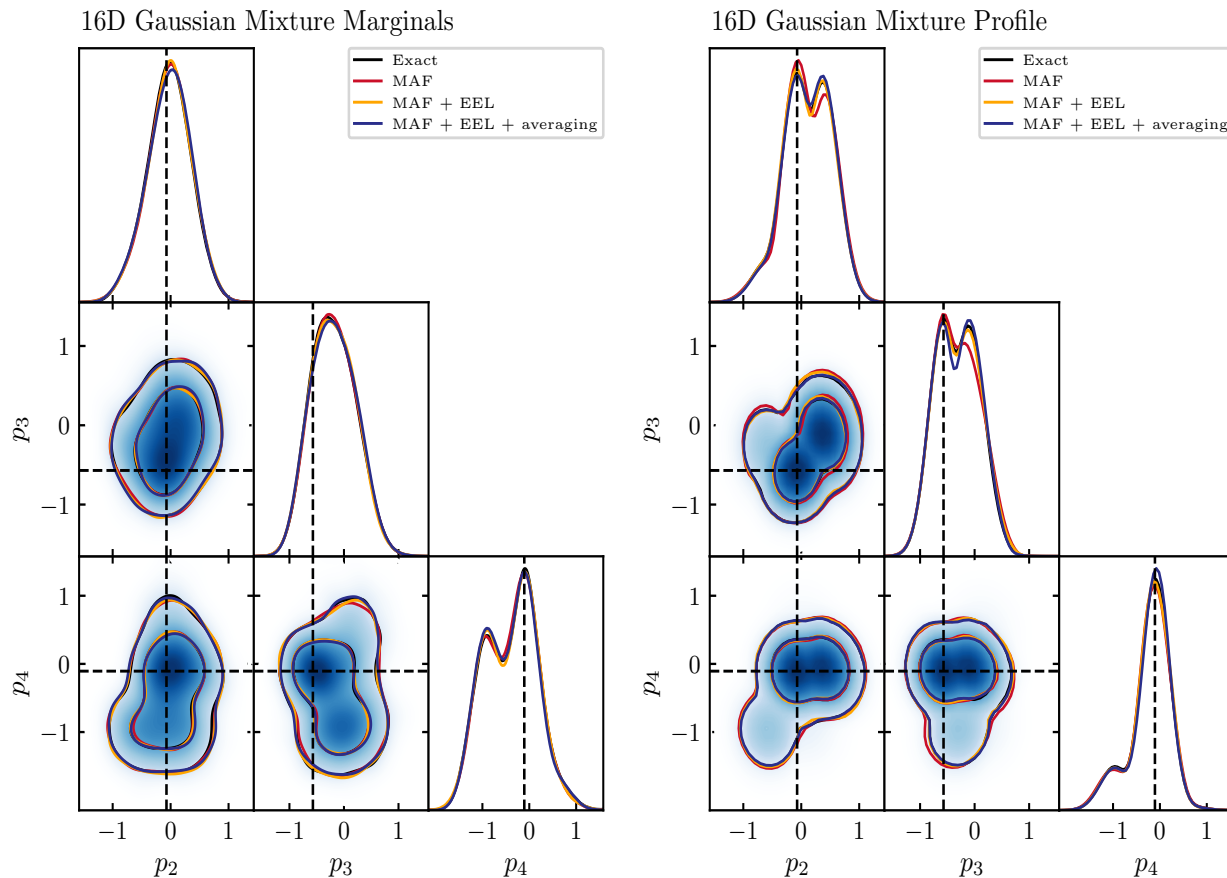 16D Gaussian Mixture Marginals
Exact
MAF
MAF + EEL
MAF + EEL + averaging
1
0
−1
p3
1
0
−1
p4
−1 0 1
p2
−1 0 1
p3
−1 0 1
p4
16D Gaussian Mixture Profile
Exact
MAF
MAF + EEL
MAF + EEL + averaging
1
0
−1
p3
1
0
−1
p4
−1 0 1
p2
−1 0 1
p3
−1 0 1
p4